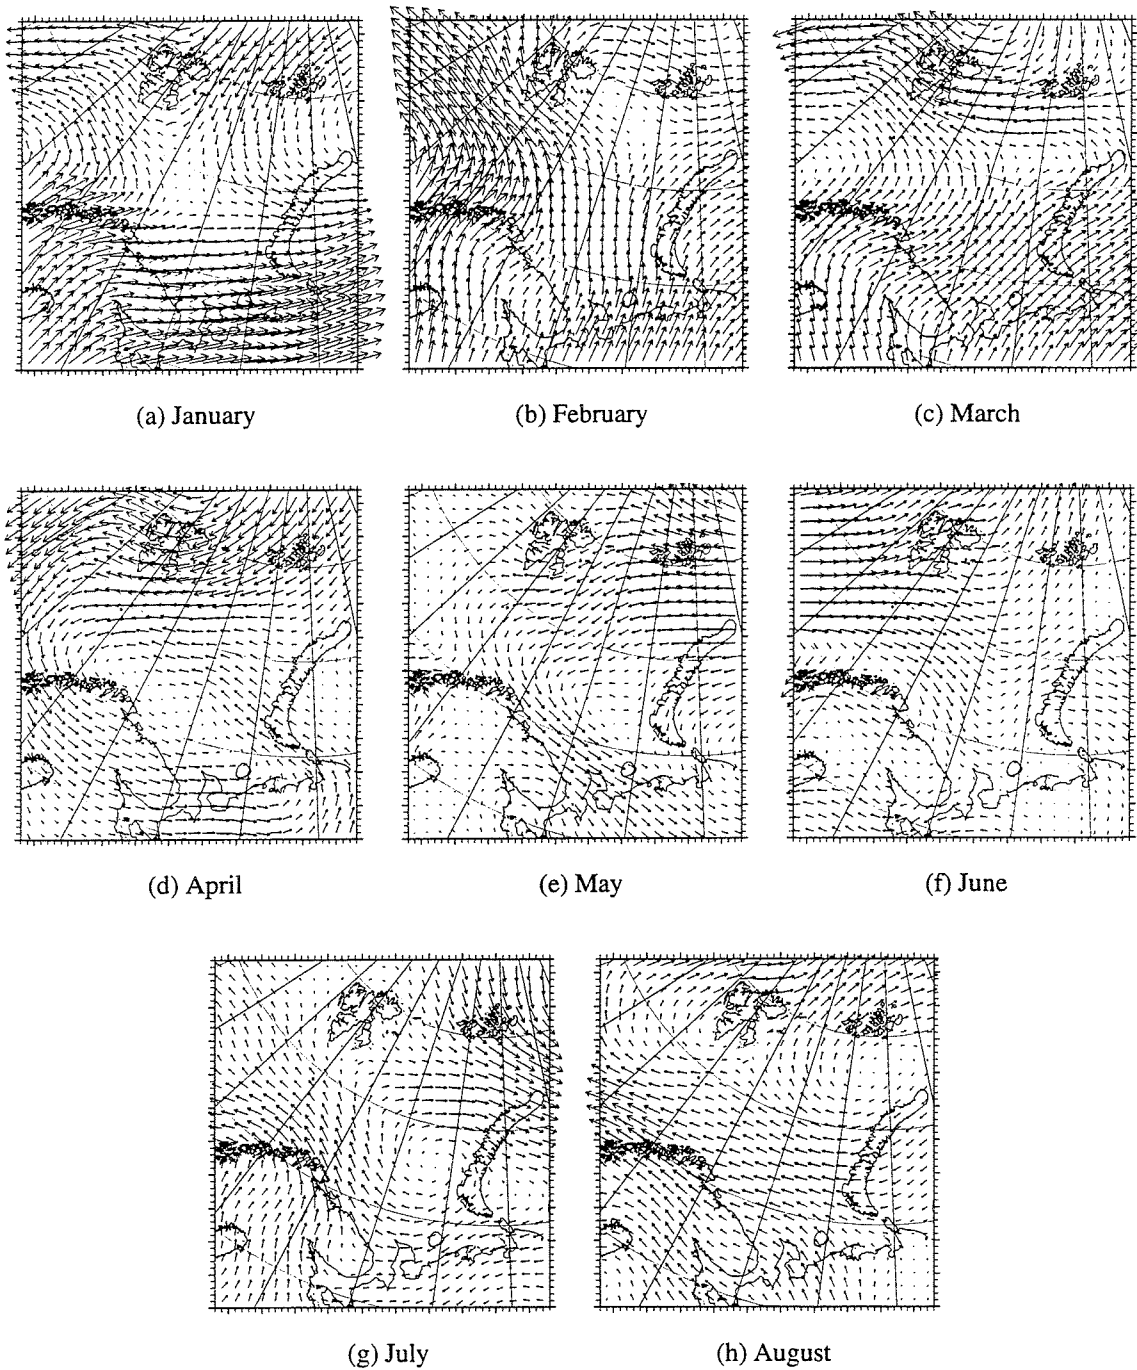 (a) January
(b) February
(c) March
(d) April
(e) May
(f) June
(g) July
(h) August